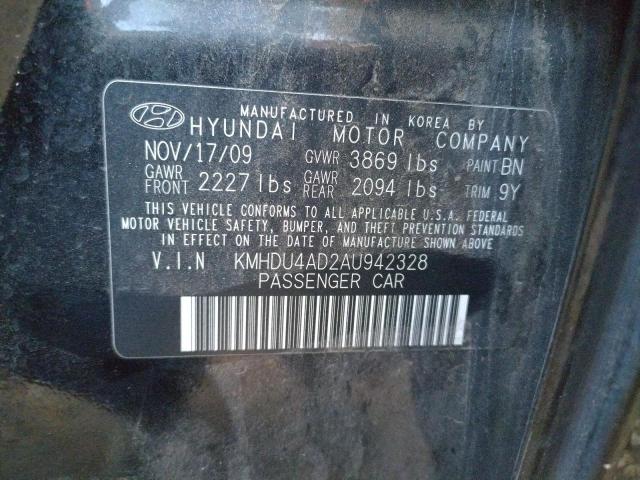 MANUFACTURED IN KOREA BY
HYUNDAI MOTOR COMPANY
NOV/17/09 GVWR 3869 lbs PAINT BN
GAWR FRONT 2227 lbs GAWR REAR 2094 lbs TRIM 9Y
THIS VEHICLE CONFORMS TO ALL APPLICABLE U.S.A. FEDERAL
MOTOR VEHICLE SAFETY, BUMPER, AND THEFT PREVENTION STANDARDS
IN EFFECT ON THE DATE OF MANUFACTURE SHOWN ABOVE
V.I.N KMHDU4AD2AU942328
PASSENGER CAR